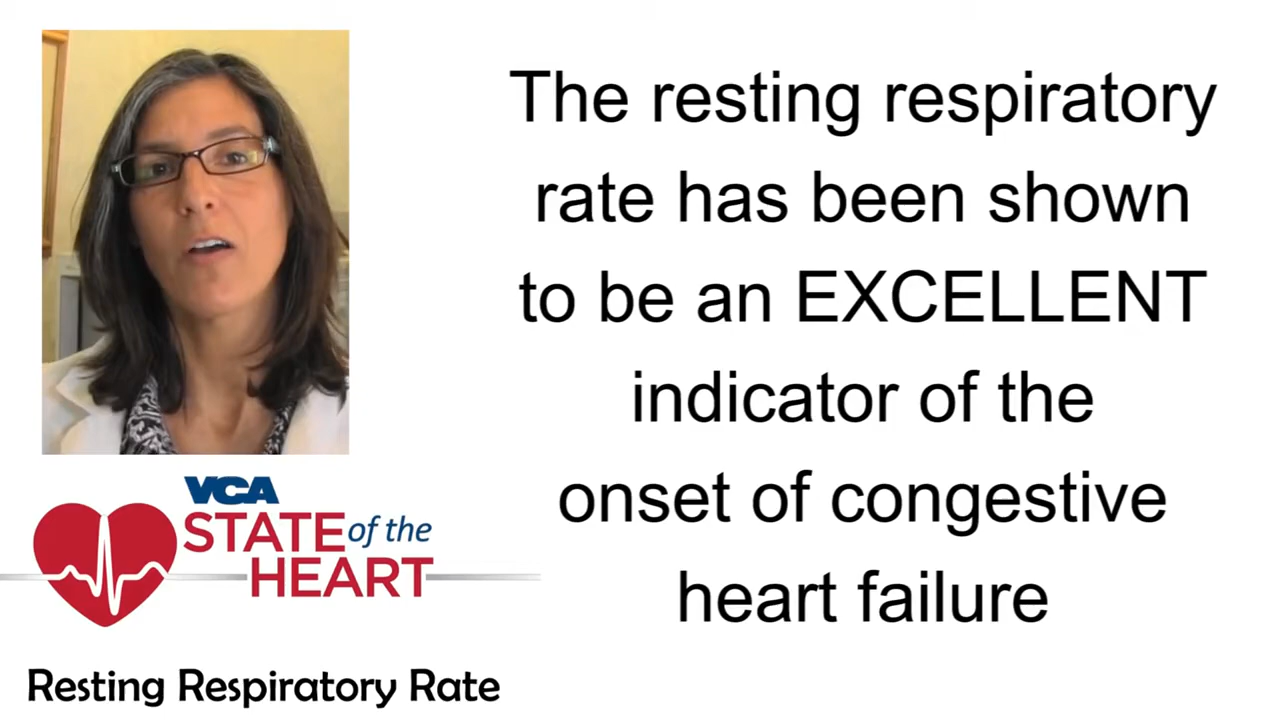 The resting respiratory
rate has been shown
to be an EXCELLENT
indicator of the
onset of congestive
heart failure
VCA
STATE of the
HEART
Resting Respiratory Rate